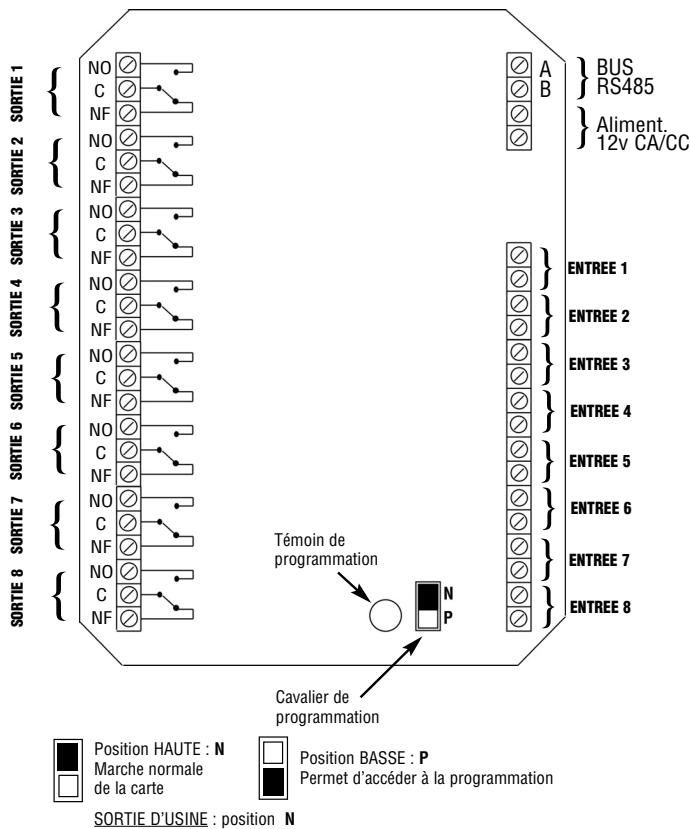 SORTIE 1
NO
C
NF
SORTIE 2
NO
C
NF
SORTIE 3
NO
C
NF
SORTIE 4
NO
C
NF
SORTIE 5
NO
C
NF
SORTIE 6
NO
C
NF
SORTIE 7
NO
C
NF
SORTIE 8
NO
C
NF
A
B
BUS
RS485
Aliment.
12v CA/CC
ENTREE 1
ENTREE 2
ENTREE 3
ENTREE 4
ENTREE 5
ENTREE 6
ENTREE 7
ENTREE 8
Témoin de
programmation
N
P
Cavalier de
programmation
Position HAUTE : N
Marche normale
de la carte
Position BASSE : P
Permet d'accéder à la programmation
SORTIE D'USINE : position N